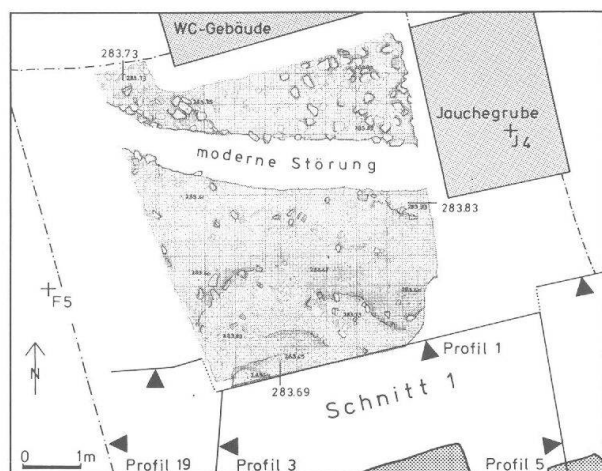 WC-Gebäude
283.73
Jauchegrube
J4
moderne Störung
283.83
F5
Profil 1
N
283.69
Schnitt 1
0 1m
Profil 19
Profil 3
Profil 5